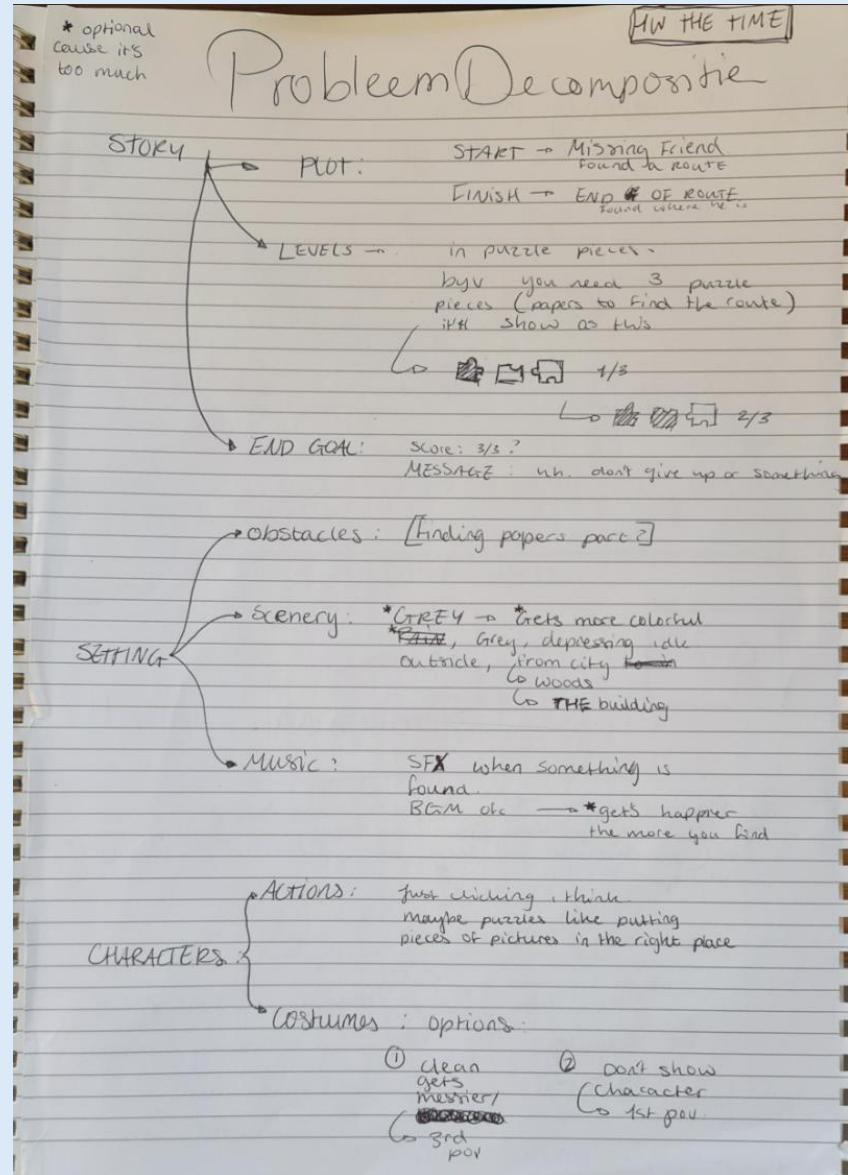 * optional
cause it's
too much
HW THE TIME
Probleem Decompositie
STORY
PLOT:
START → Missing Friend
found a ROUTE
FINISH → END OF ROUTE
found where he is
LEVELS →
in puzzle pieces.
you need 3 puzzle
pieces (papers to find the route)
show as this
1/3
2/3
END GOAL:
Score: 3/3?
MESSAGE: uh. don't give up or something
SETTING
obstacles: [finding papers part?]
Scenery:
*GREY → *Gets more colorful
*RAIN, Grey, depressing idk
outside, from city
↳ woods
↳ THE building
Music:
SFX when something is
found.
BGM ofc → *gets happier
the more you find
CHARACTERS:
ACTIONS:
Just clicking i think.
maybe puzzles like putting
pieces of pictures in the right place
Costumes: options:
① clean
gets
messier/
↳ 3rd
pov
② Don't show
character
↳ 1st pov.